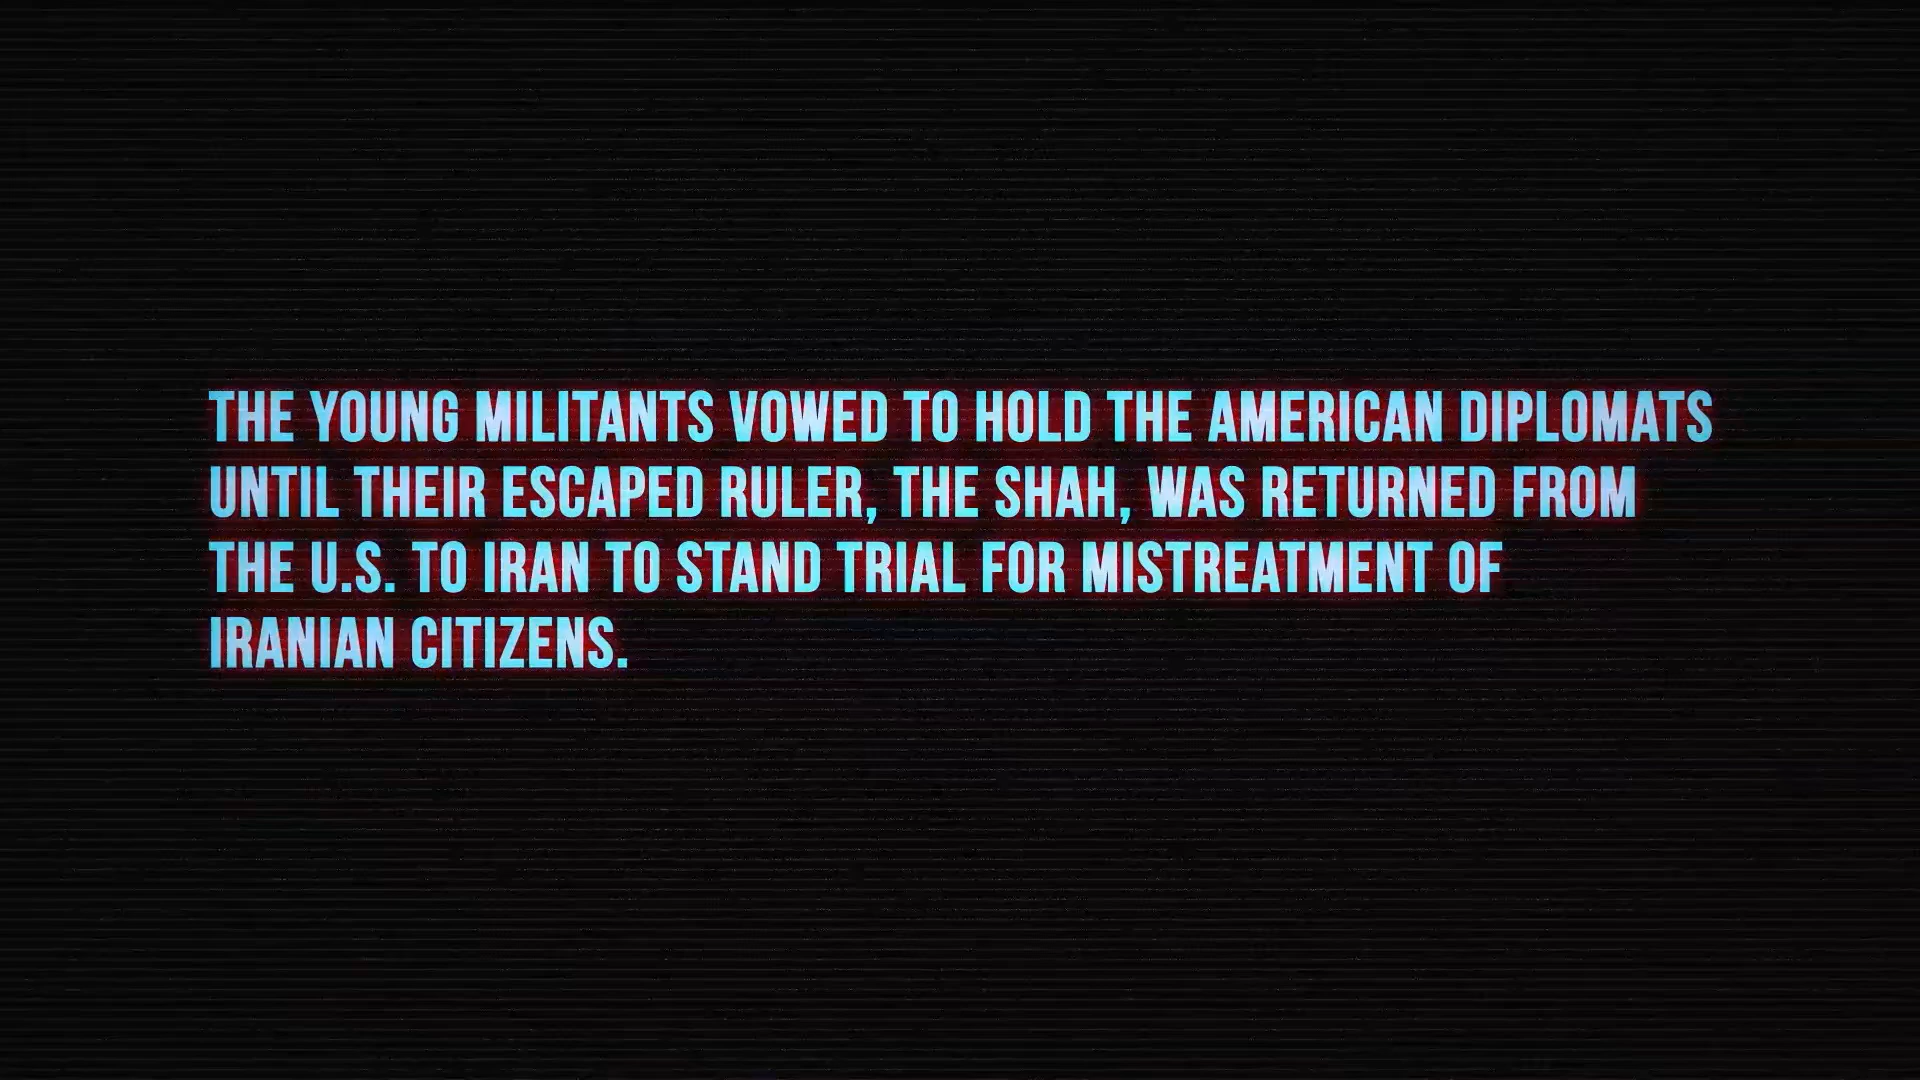 THE YOUNG MILITANTS VOWED TO HOLD THE AMERICAN DIPLOMATS
UNTIL THEIR ESCAPED RULER, THE SHAH, WAS RETURNED FROM
THE U.S. TO IRAN TO STAND TRIAL FOR MISTREATMENT OF
IRANIAN CITIZENS.